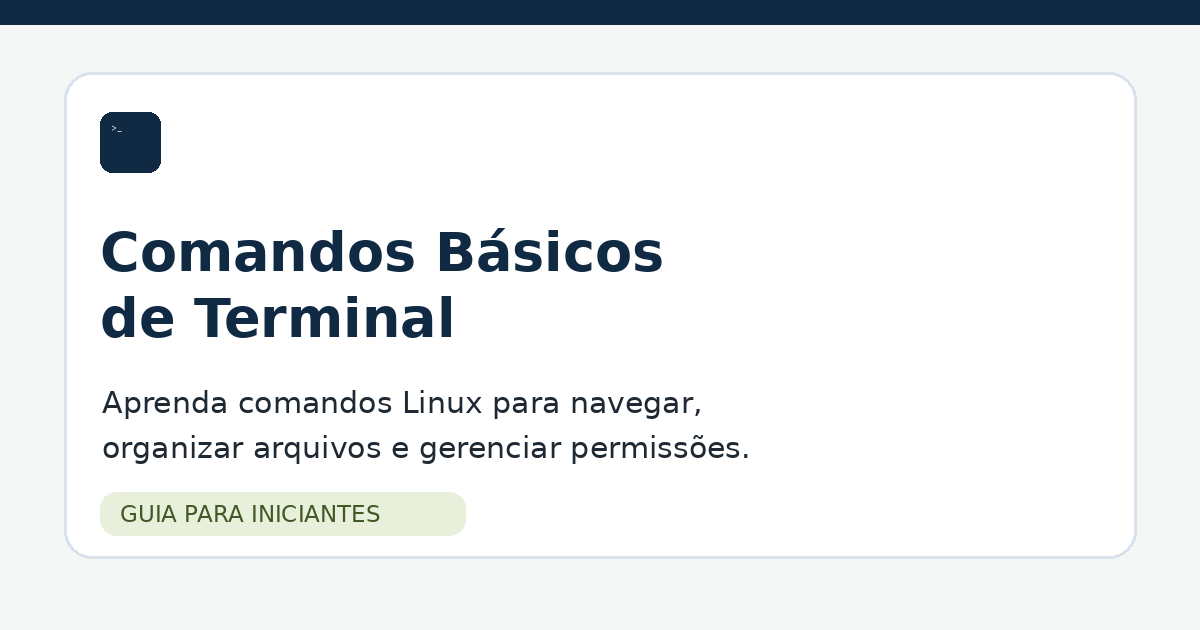 >_
Comandos Básicos
de Terminal
Aprenda comandos Linux para navegar,
organizar arquivos e gerenciar permissões.
GUIA PARA INICIANTES